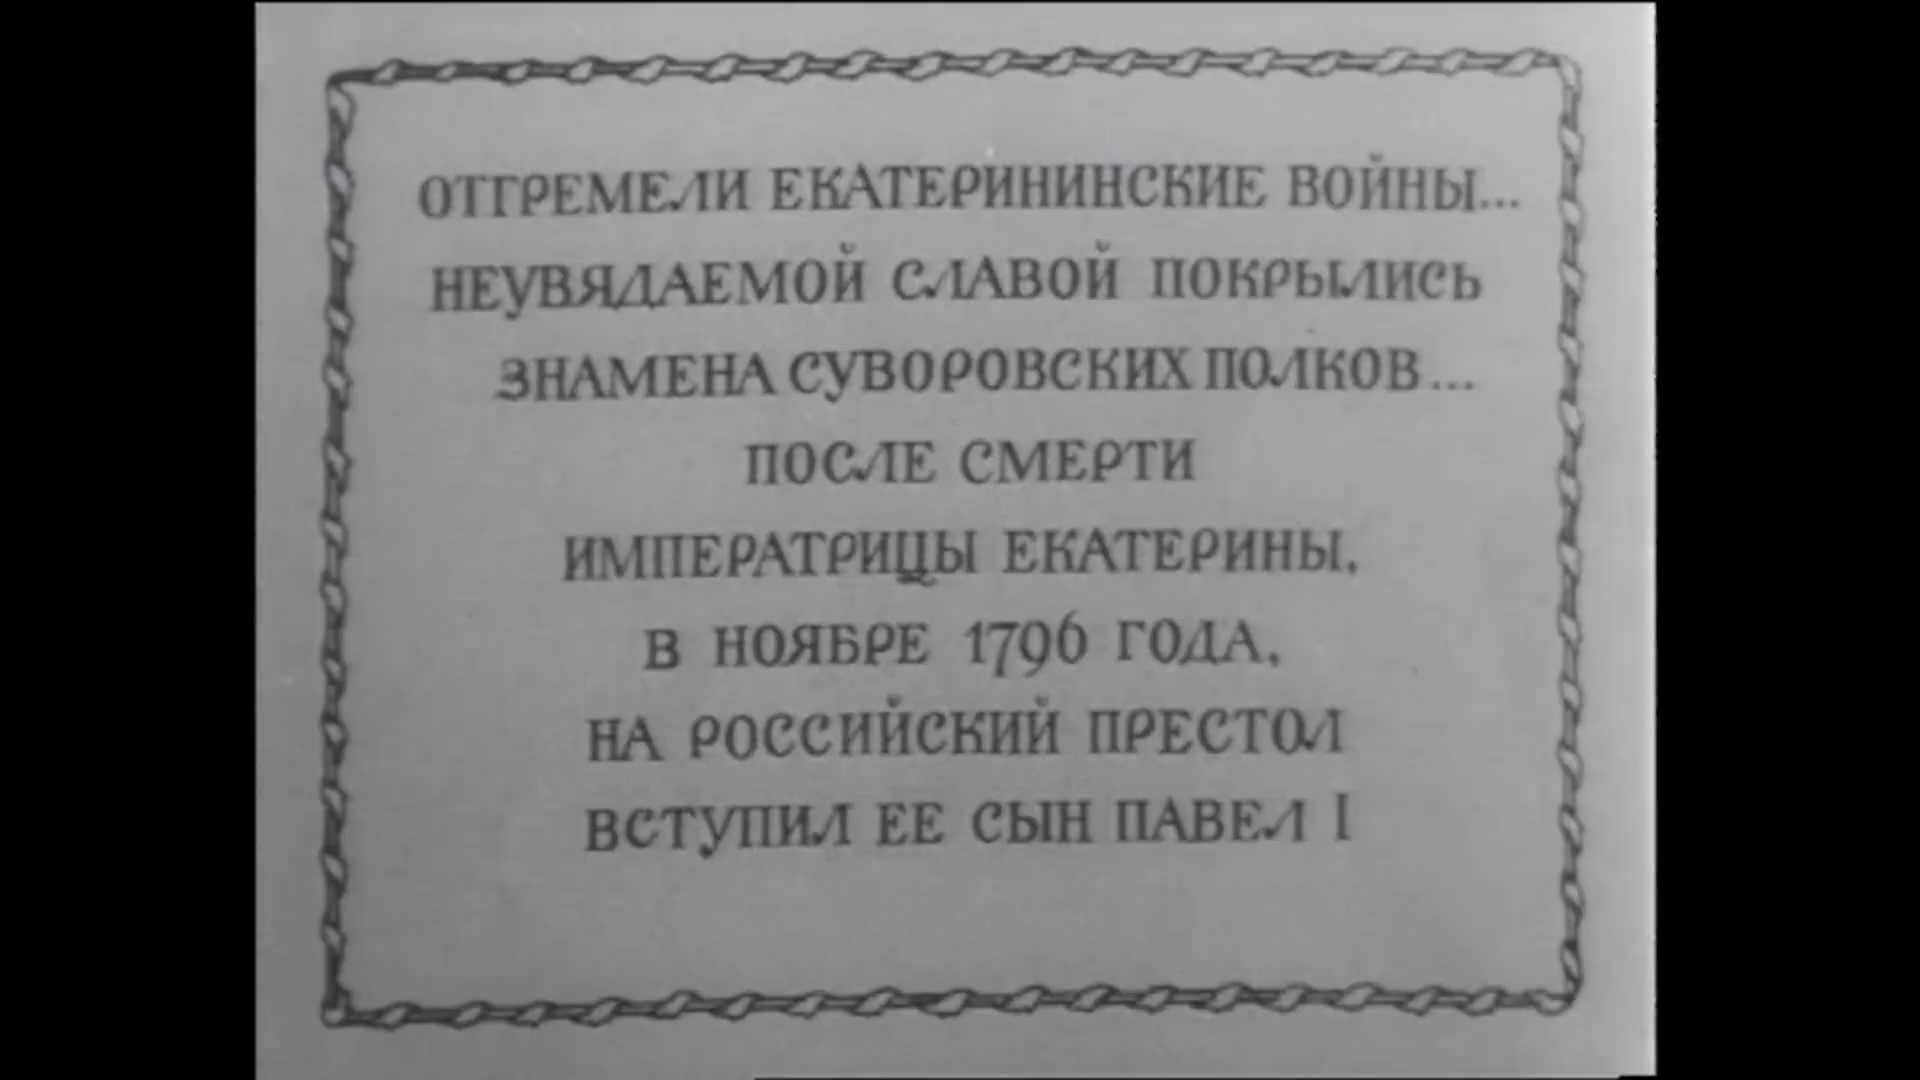 ОТГРЕМЕЛИ ЕКАТЕРИНИНСКИЕ ВОЙНЫ...
НЕУВЯДАЕМОЙ СЛАВОЙ ПОКРЫЛИСЬ
ЗНАМЕНА СУВОРОВСКИХ ПОЛКОВ...
ПОСЛЕ СМЕРТИ
ИМПЕРАТРИЦЫ ЕКАТЕРИНЫ,
В НОЯБРЕ 1796 ГОДА,
НА РОССИЙСКИЙ ПРЕСТОЛ
ВСТУПИЛ ЕЕ СЫН ПАВЕЛ I